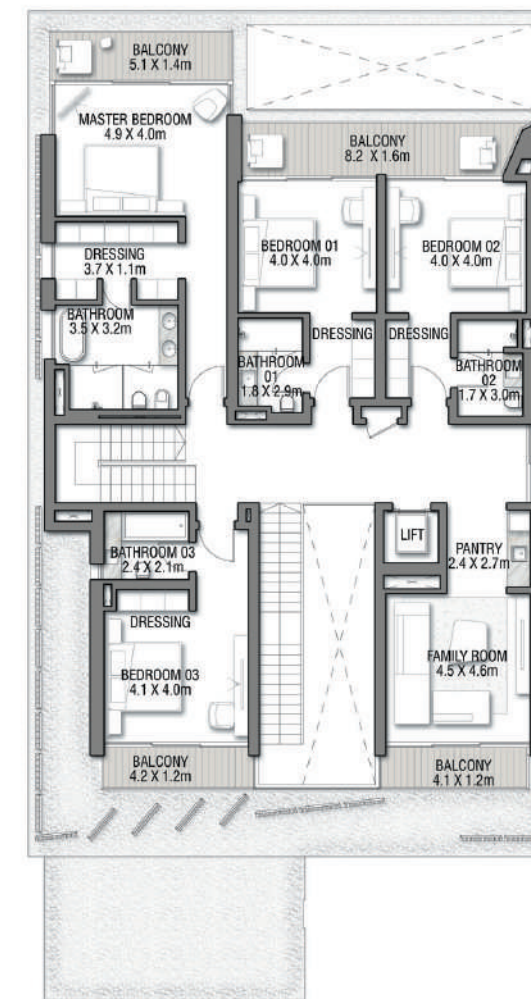 BALCONY
5.1 X 1.4m
MASTER BEDROOM
4.9 X 4.0m
BALCONY
8.2 X 1.6m
DRESSING
3.7 X 1.1m
BEDROOM 01
4.0 X 4.0m
BEDROOM 02
4.0 X 4.0m
BATHROOM
3.5 X 3.2m
DRESSING
DRESSING
BATHROOM
01
1.8 X 2.9m
BATHROOM
02
1.7 X 3.0m
LIFT
BATHROOM 03
2.4 X 2.1m
PANTRY
2.4 X 2.7m
DRESSING
BEDROOM 03
4.1 X 4.0m
FAMILY ROOM
4.5 X 4.6m
BALCONY
4.2 X 1.2m
BALCONY
4.1 X 1.2m